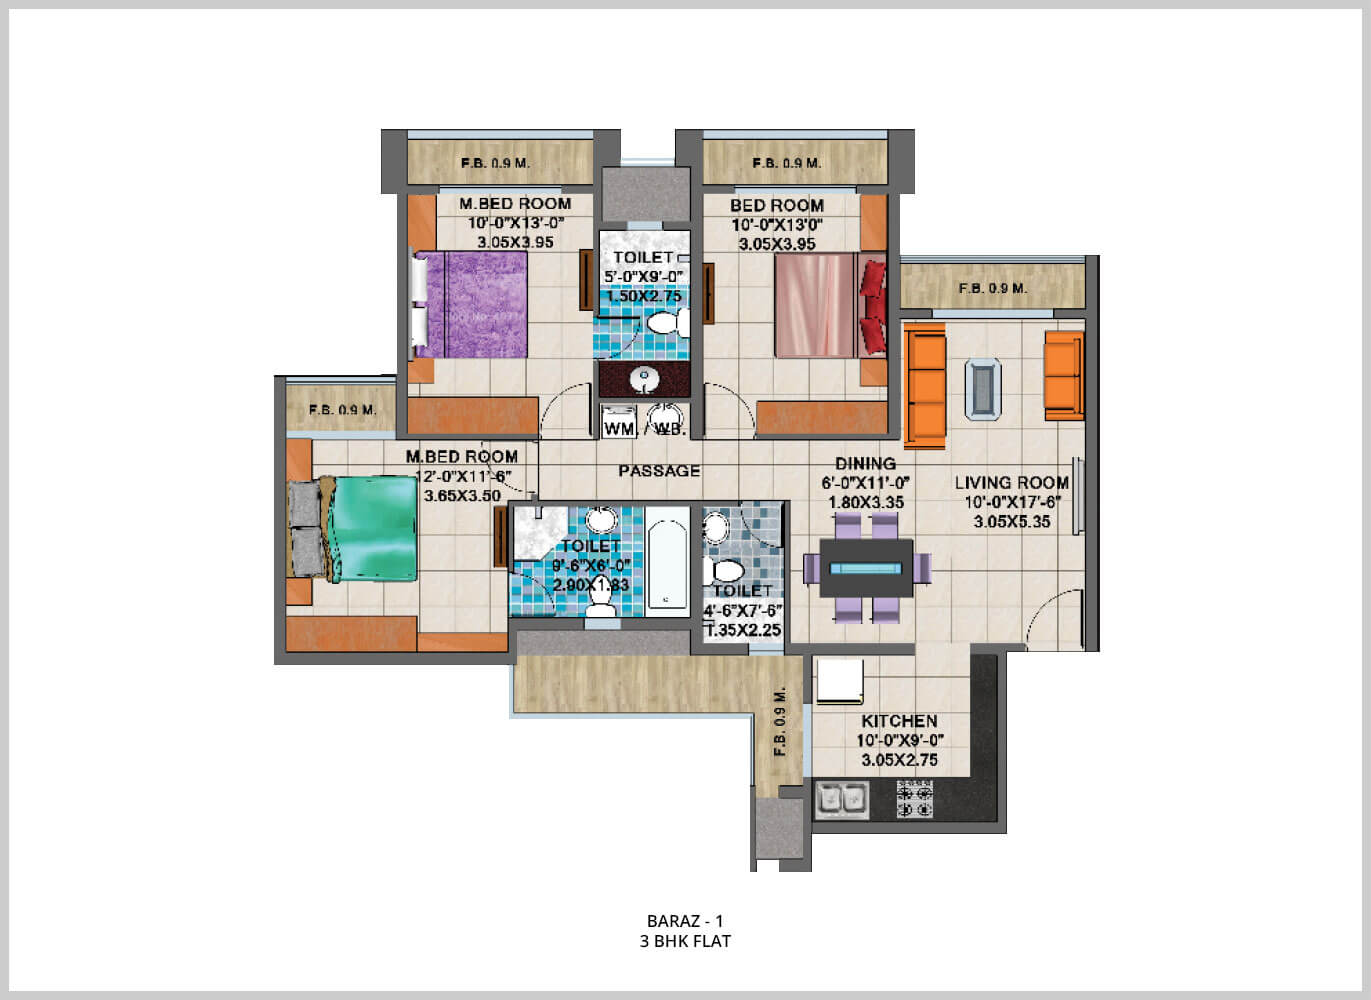 F.B. 0.9 M.
F.B. 0.9 M.
M.BED ROOM
10'-0"X13'-0"
3.05X3.95
BED ROOM
10'-0"X13'0"
3.05X3.95
TOILET
5'-0"X9'-0"
1.50X2.75
F.B. 0.9 M.
F.B. 0.9 M.
WM. / WB.
M.BED ROOM
12'-0"X11'-6"
3.65X3.50
PASSAGE
DINING
6'-0"X11'-0"
1.80X3.35
LIVING ROOM
10'-0"X17'-6"
3.05X5.35
TOILET
9'-6"X6'-0"
2.90X1.83
TOILET
4'-6"X7'-6"
1.35X2.25
F.B. 0.9 M.
KITCHEN
10'-0"X9'-0"
3.05X2.75
BARAZ - 1
3 BHK FLAT